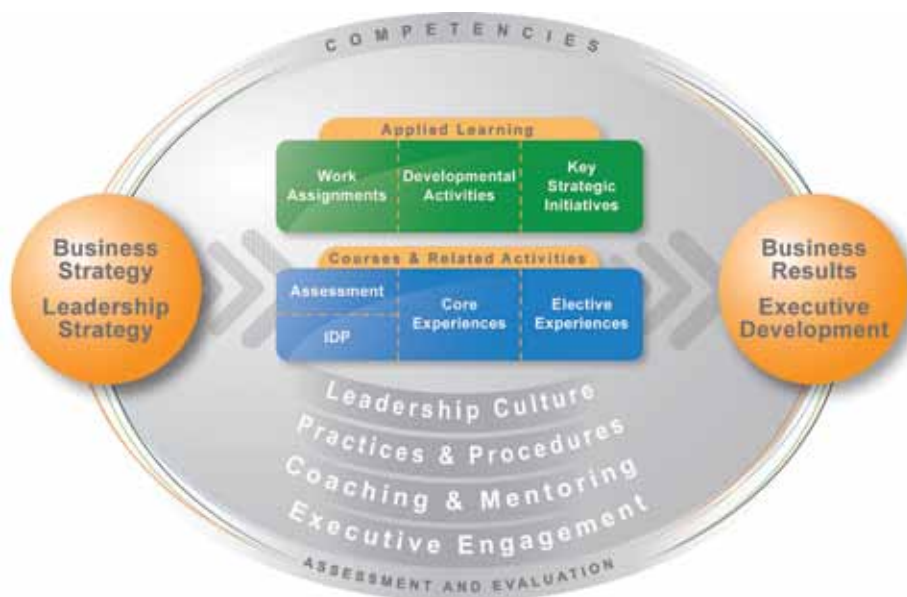 COMPETENCIES
Applied Learning
Work
Assignments
Developmental
Activities
Key
Strategic
Initiatives
Business
Strategy
Leadership
Strategy
Courses & Related Activities
Assessment
IDP
Core
Experiences
Elective
Experiences
Business
Results
Executive
Development
Leadership Culture
Practices & Procedures
Coaching & Mentoring
Executive Engagement
ASSESSMENT AND EVALUATION